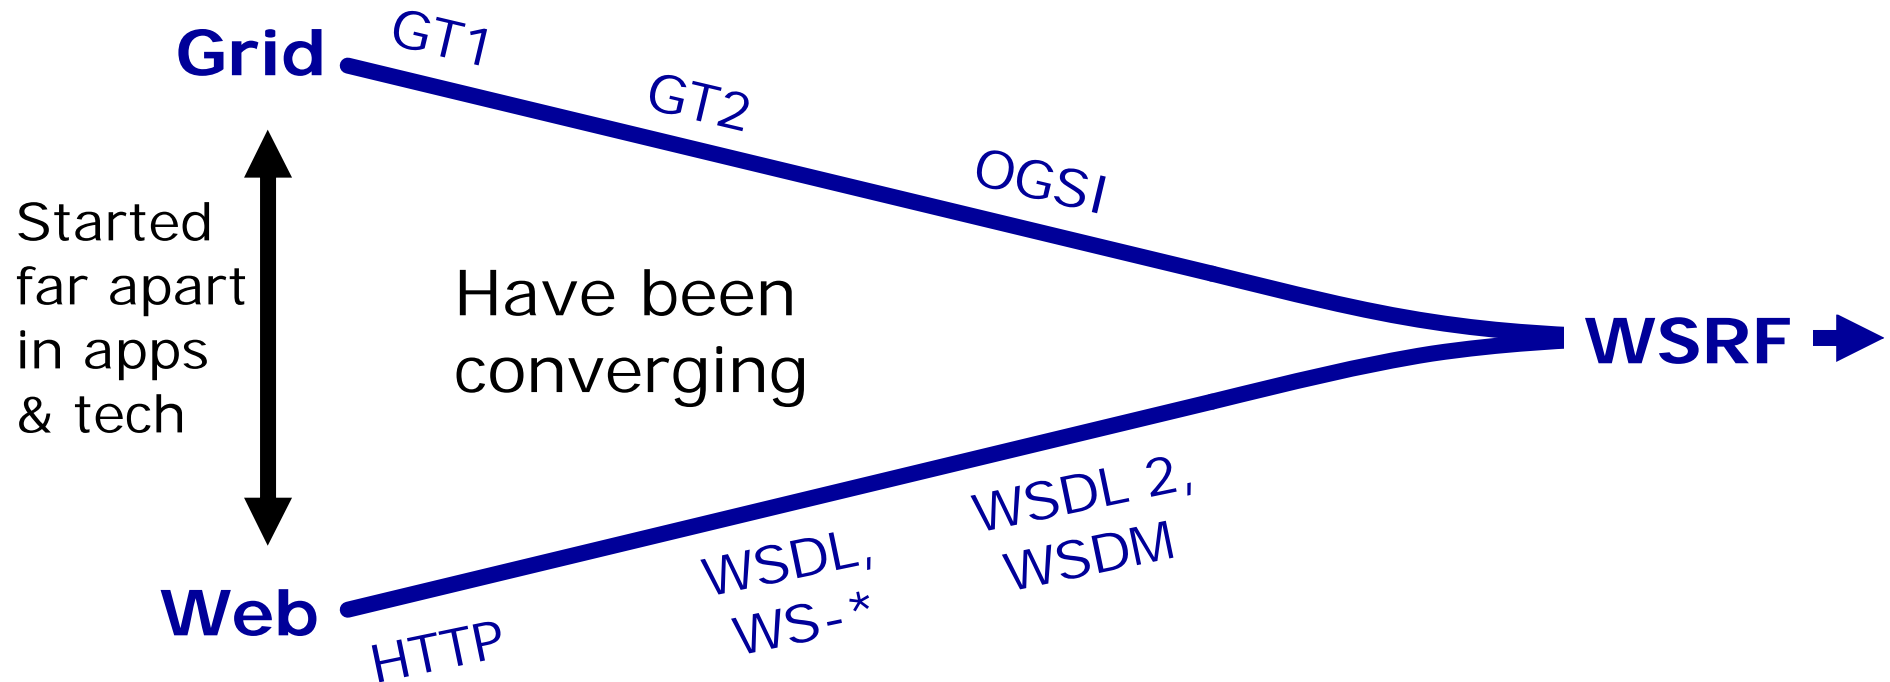 Grid
GT1
GT2
OGSI
Started
far apart
in apps
& tech
Have been
converging
WSRF
WSDL 2,
WSDM
WSDL,
WS-*
Web
HTTP